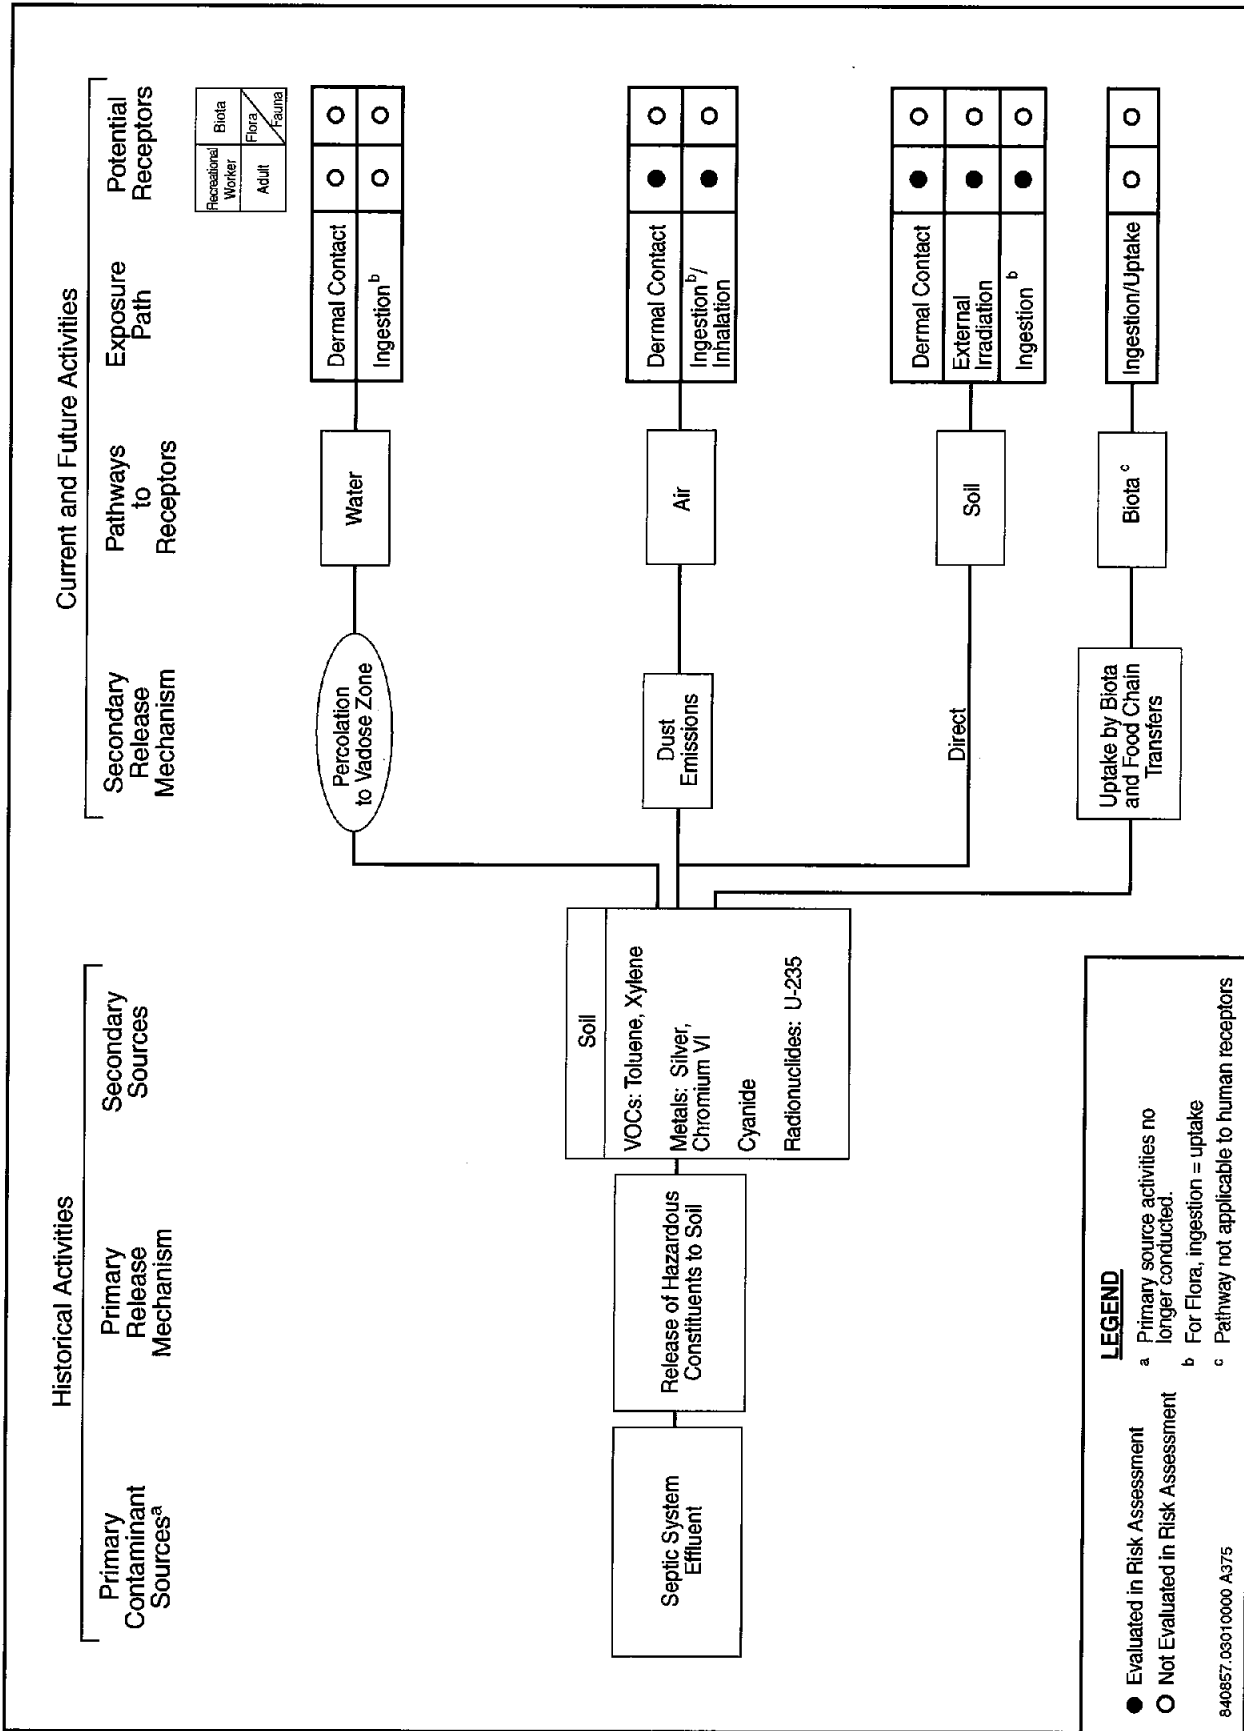 Historical Activities
Current and Future Activities
Primary
Contaminant
Sourcesa
Primary
Release
Mechanism
Secondary
Sources
Secondary
Release
Mechanism
Pathways
to
Receptors
Exposure
Path
Potential
Receptors
Recreational
Worker
Biota
Adult
Flora
Fauna
Septic System
Effluent
Release of Hazardous
Constituents to Soil
Soil
VOCs: Toluene, Xylene
Metals: Silver,
Chromium VI
Cyanide
Radionuclides: U-235
Percolation
to Vadose Zone
Water
Dermal Contact
Ingestion b
Dust
Emissions
Air
Dermal Contact
Ingestion b/
Inhalation
Direct
Soil
Dermal Contact
External
Irradiation
Ingestion b
Uptake by Biota
and Food Chain
Transfers
Biota c
Ingestion/Uptake
LEGEND
● Evaluated in Risk Assessment
O Not Evaluated in Risk Assessment
a Primary source activities no
longer conducted.
b For Flora, ingestion = uptake
c Pathway not applicable to human receptors
840857.03010000 A375